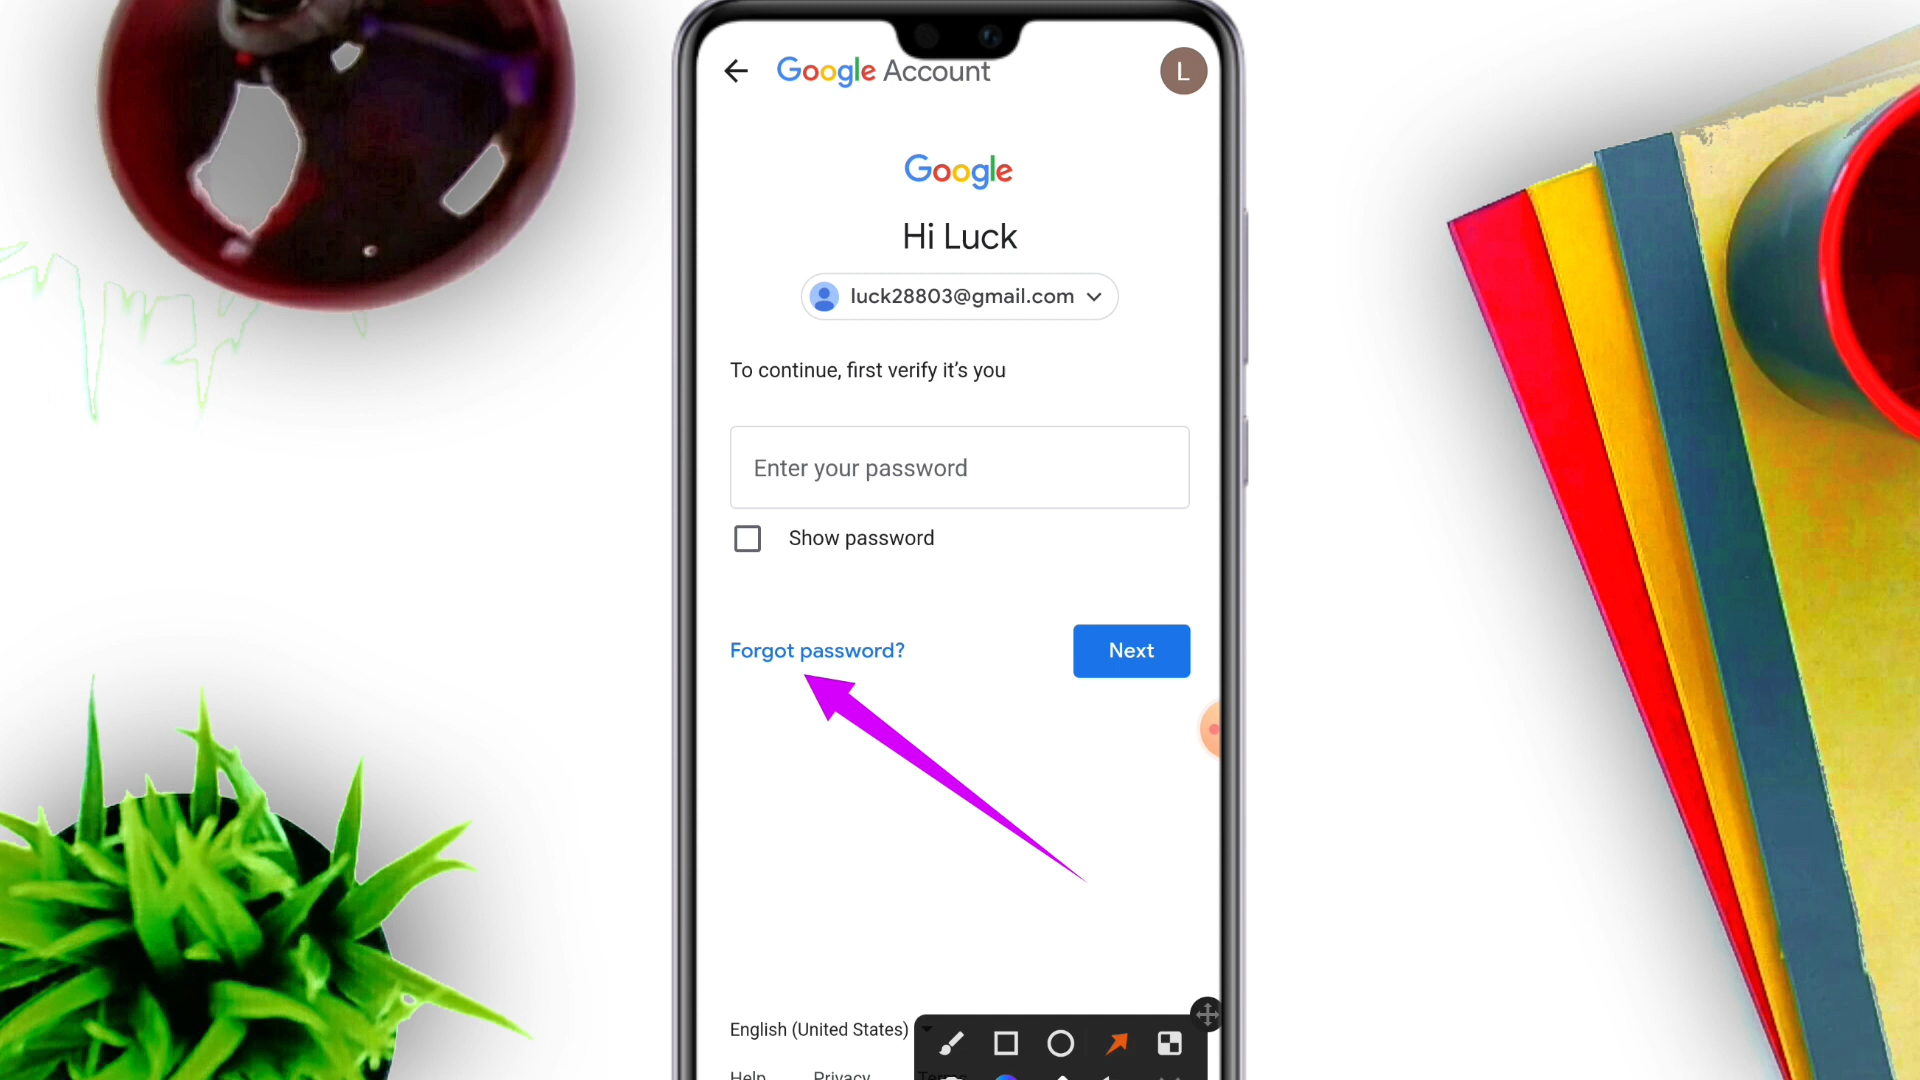 Google Account
L
Google
Hi Luck
luck28803@gmail.com
To continue, first verify it’s you
Enter your password
Show password
Forgot password?
Next
English (United States)
Help Privacy Terms